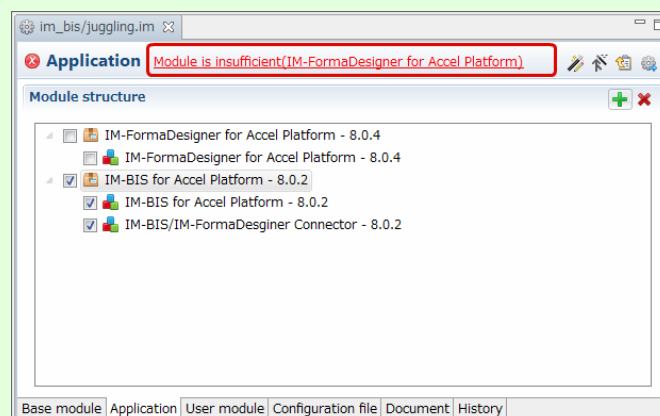 im_bis/juggling.im
Application Module is insufficient(IM-FormaDesigner for Accel Platform)
Module structure
IM-FormaDesigner for Accel Platform - 8.0.4
IM-FormaDesigner for Accel Platform - 8.0.4
IM-BIS for Accel Platform - 8.0.2
IM-BIS for Accel Platform - 8.0.2
IM-BIS/IM-FormaDesginer Connector - 8.0.2
Base module Application User module Configuration file Document History